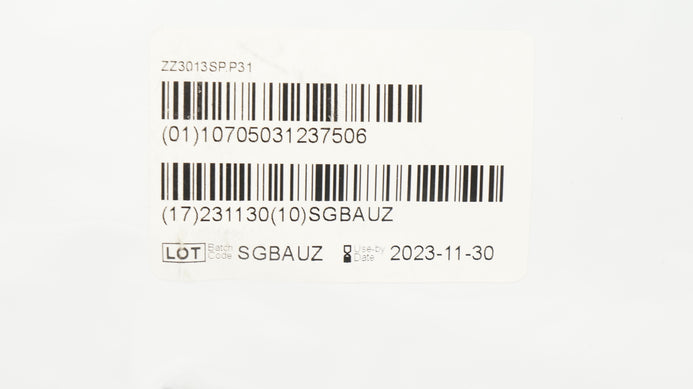 ZZ3013SP.P31
(01)10705031237506
(17)231130(10)SGBAUZ
LOT Batch Code SGBAUZ Use-by Date 2023-11-30